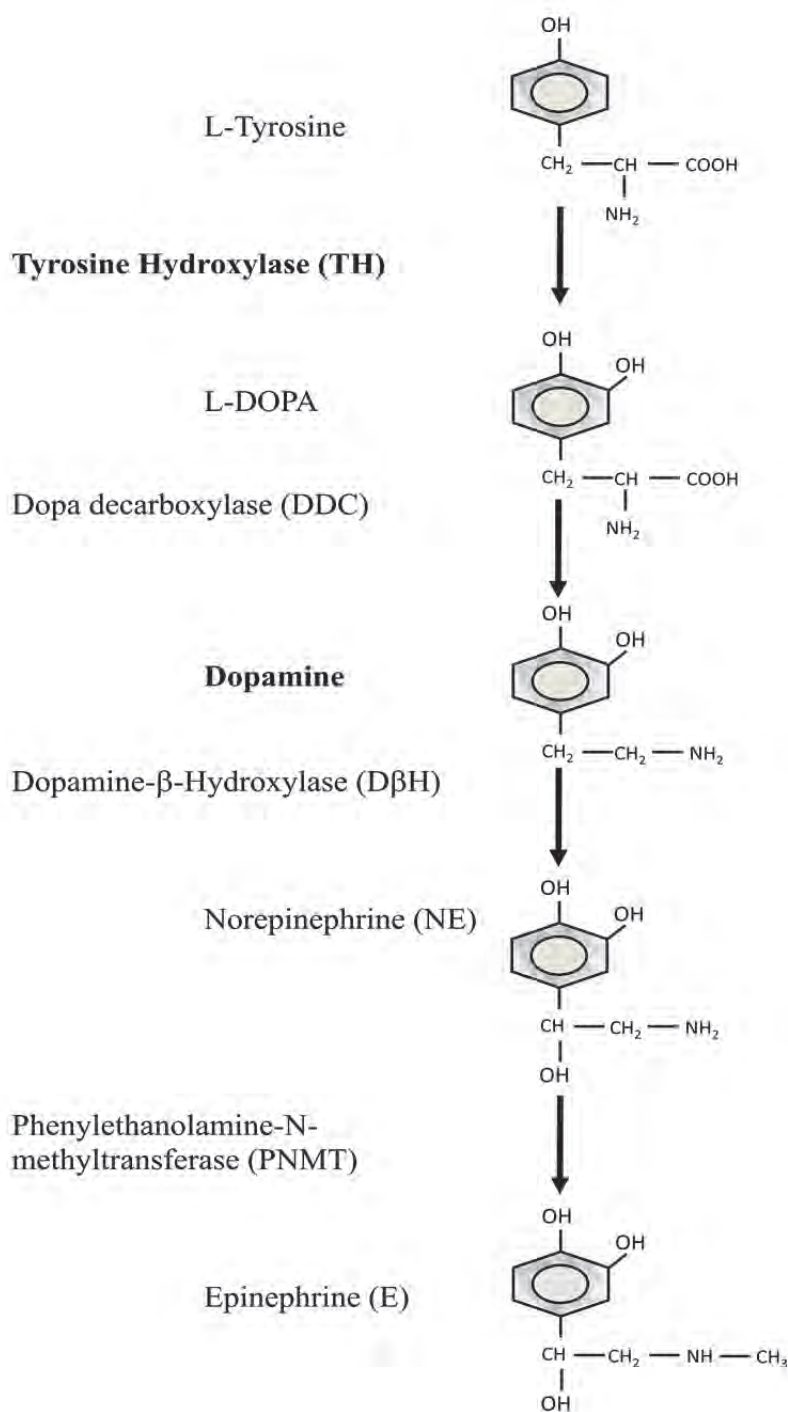 OH
L-Tyrosine
CH₂ CH COOH
NH₂
Tyrosine Hydroxylase (TH)
OH
OH
L-DOPA
CH₂ CH COOH
Dopa decarboxylase (DDC)
NH₂
OH
OH
Dopamine
CH₂ CH₂ NH₂
Dopamine-β-Hydroxylase (DβH)
OH
OH
Norepinephrine (NE)
CH CH₂ NH₂
OH
Phenylethanolamine-N-
methyltransferase (PNMT)
OH
OH
Epinephrine (E)
CH CH₂ NH CH₃
OH